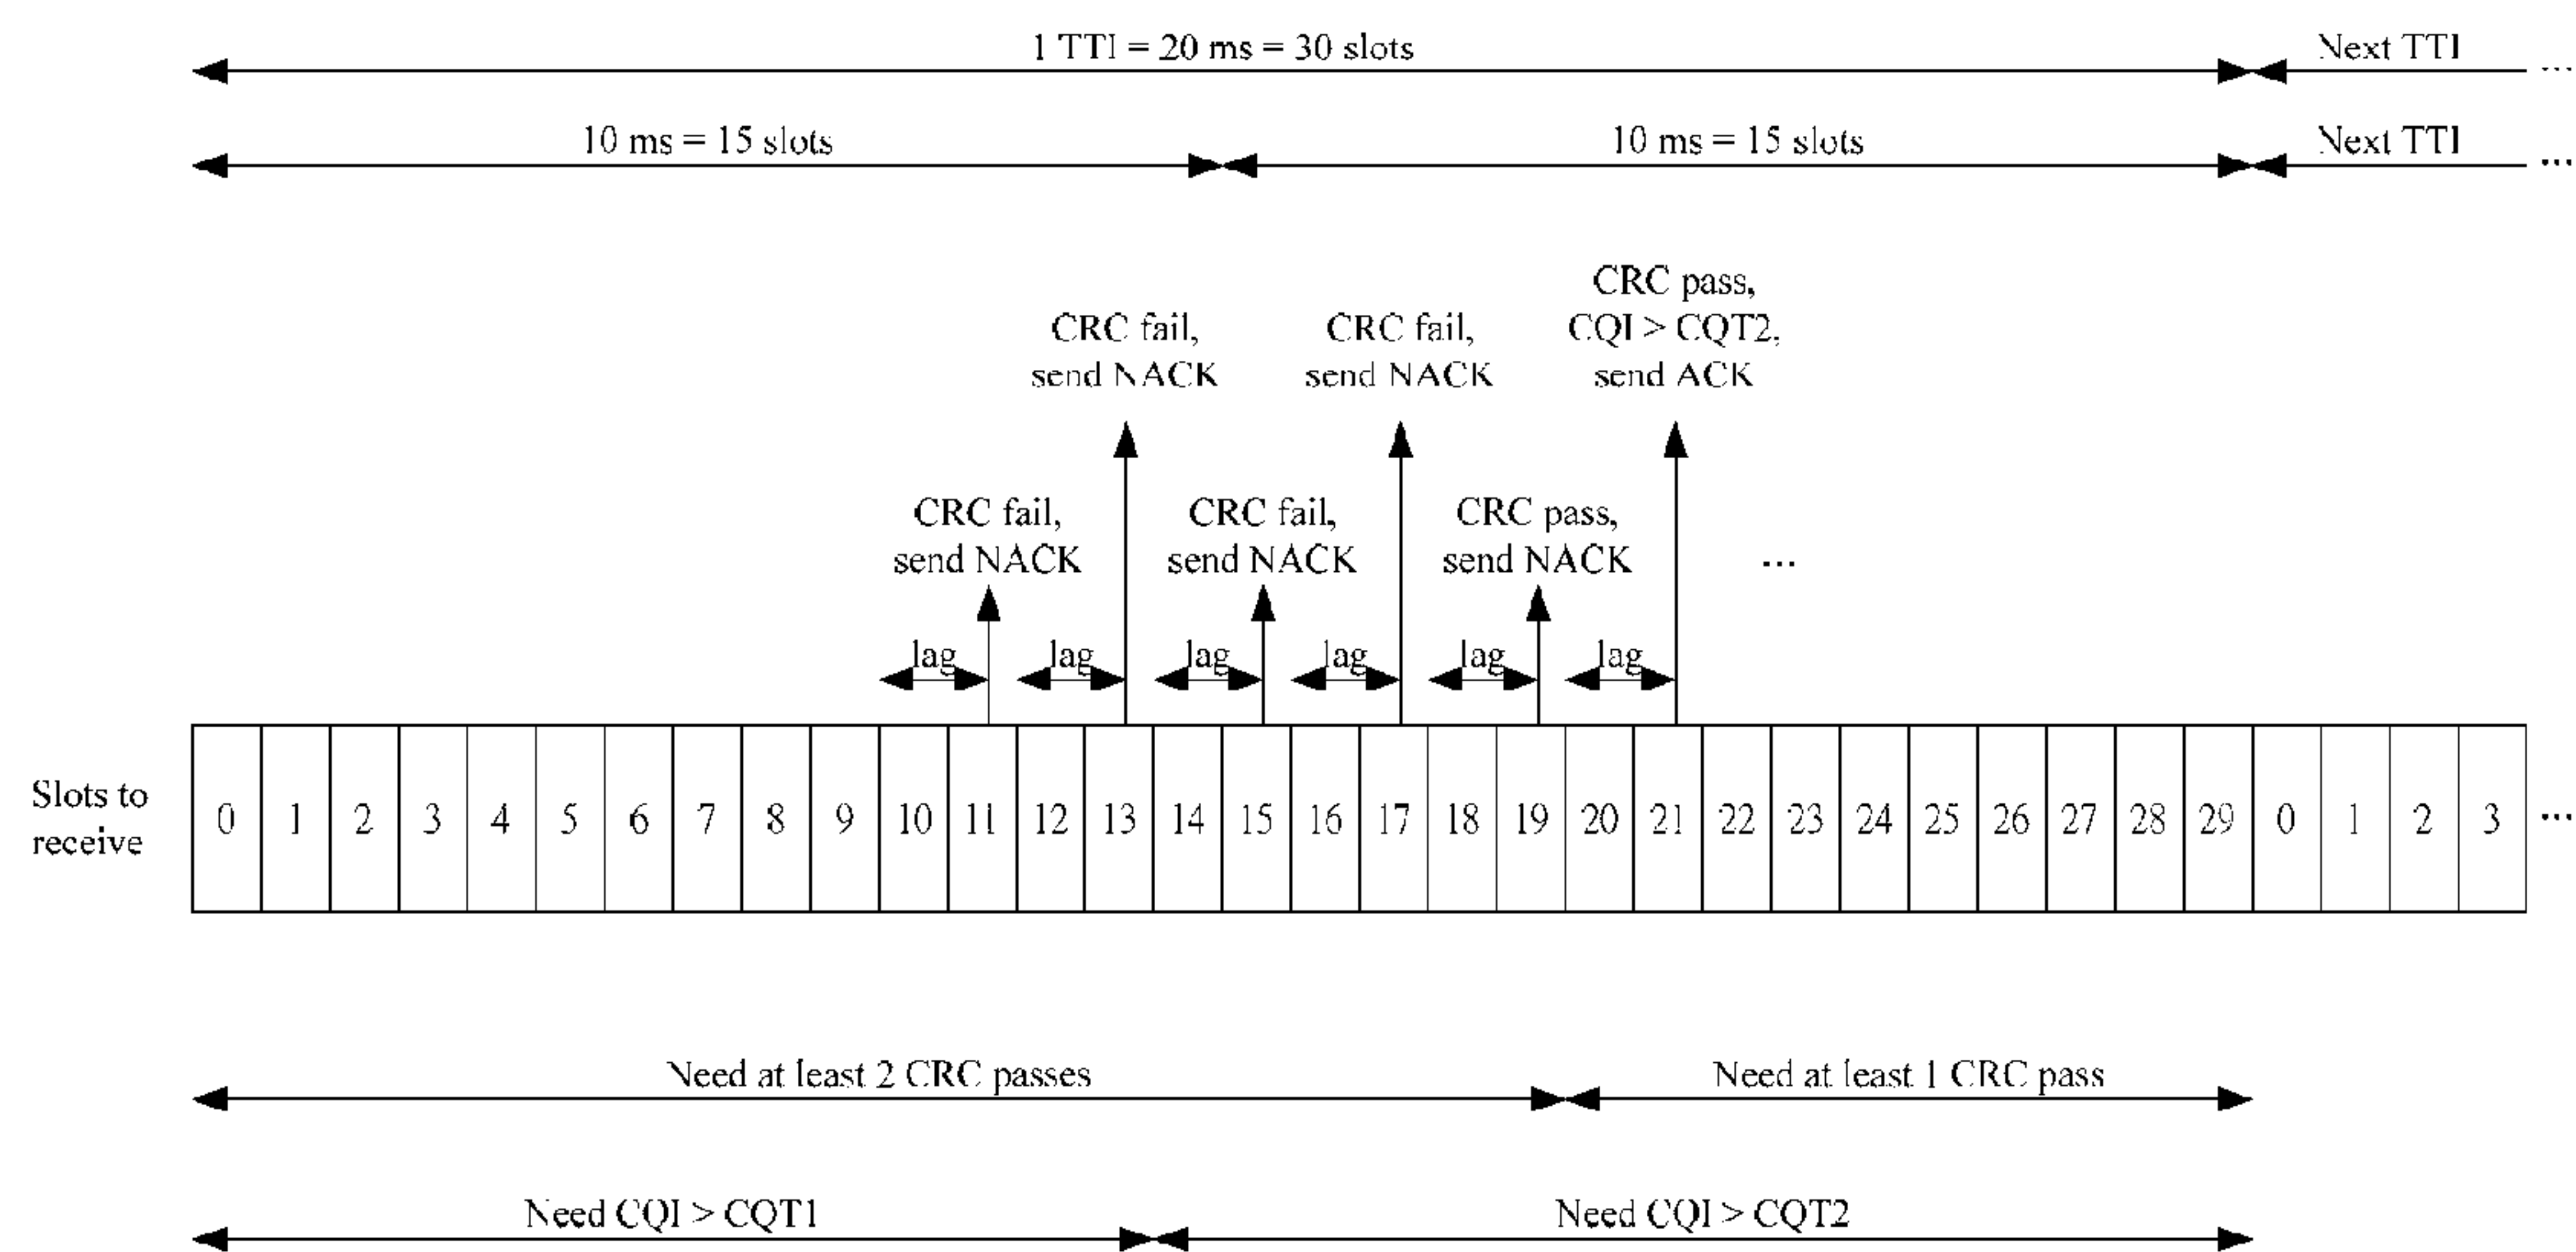 1 TTI = 20 ms = 30 slots
Next TTI
...
10 ms = 15 slots
10 ms = 15 slots
Next TTI
...
CRC fail,
send NACK
CRC fail,
send NACK
CRC pass,
CQI > CQT2,
send ACK
CRC fail,
send NACK
CRC fail,
send NACK
CRC pass,
send NACK
...
lag lag lag lag lag lag
Slots to
receive
0 1 2 3 4 5 6 7 8 9 10 11 12 13 14 15 16 17 18 19 20 21 22 23 24 25 26 27 28 29 0 1 2 3 ...
Need at least 2 CRC passes
Need at least 1 CRC pass
Need CQI > CQT1
Need CQI > CQT2